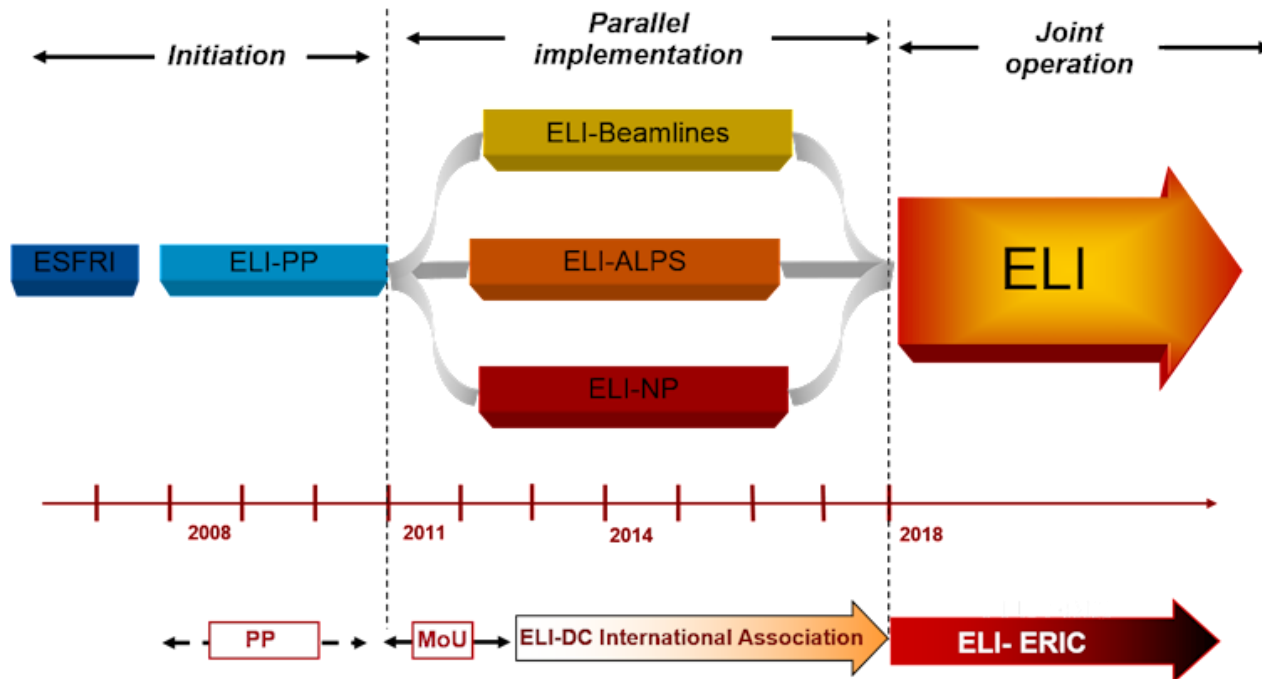 Initiation
Parallel
implementation
Joint
operation
ELI-Beamlines
ESFRI
ELI-PP
ELI-ALPS
ELI
ELI-NP
2008
2011
2014
2018
PP
MoU
ELI-DC International Association
ELI- ERIC